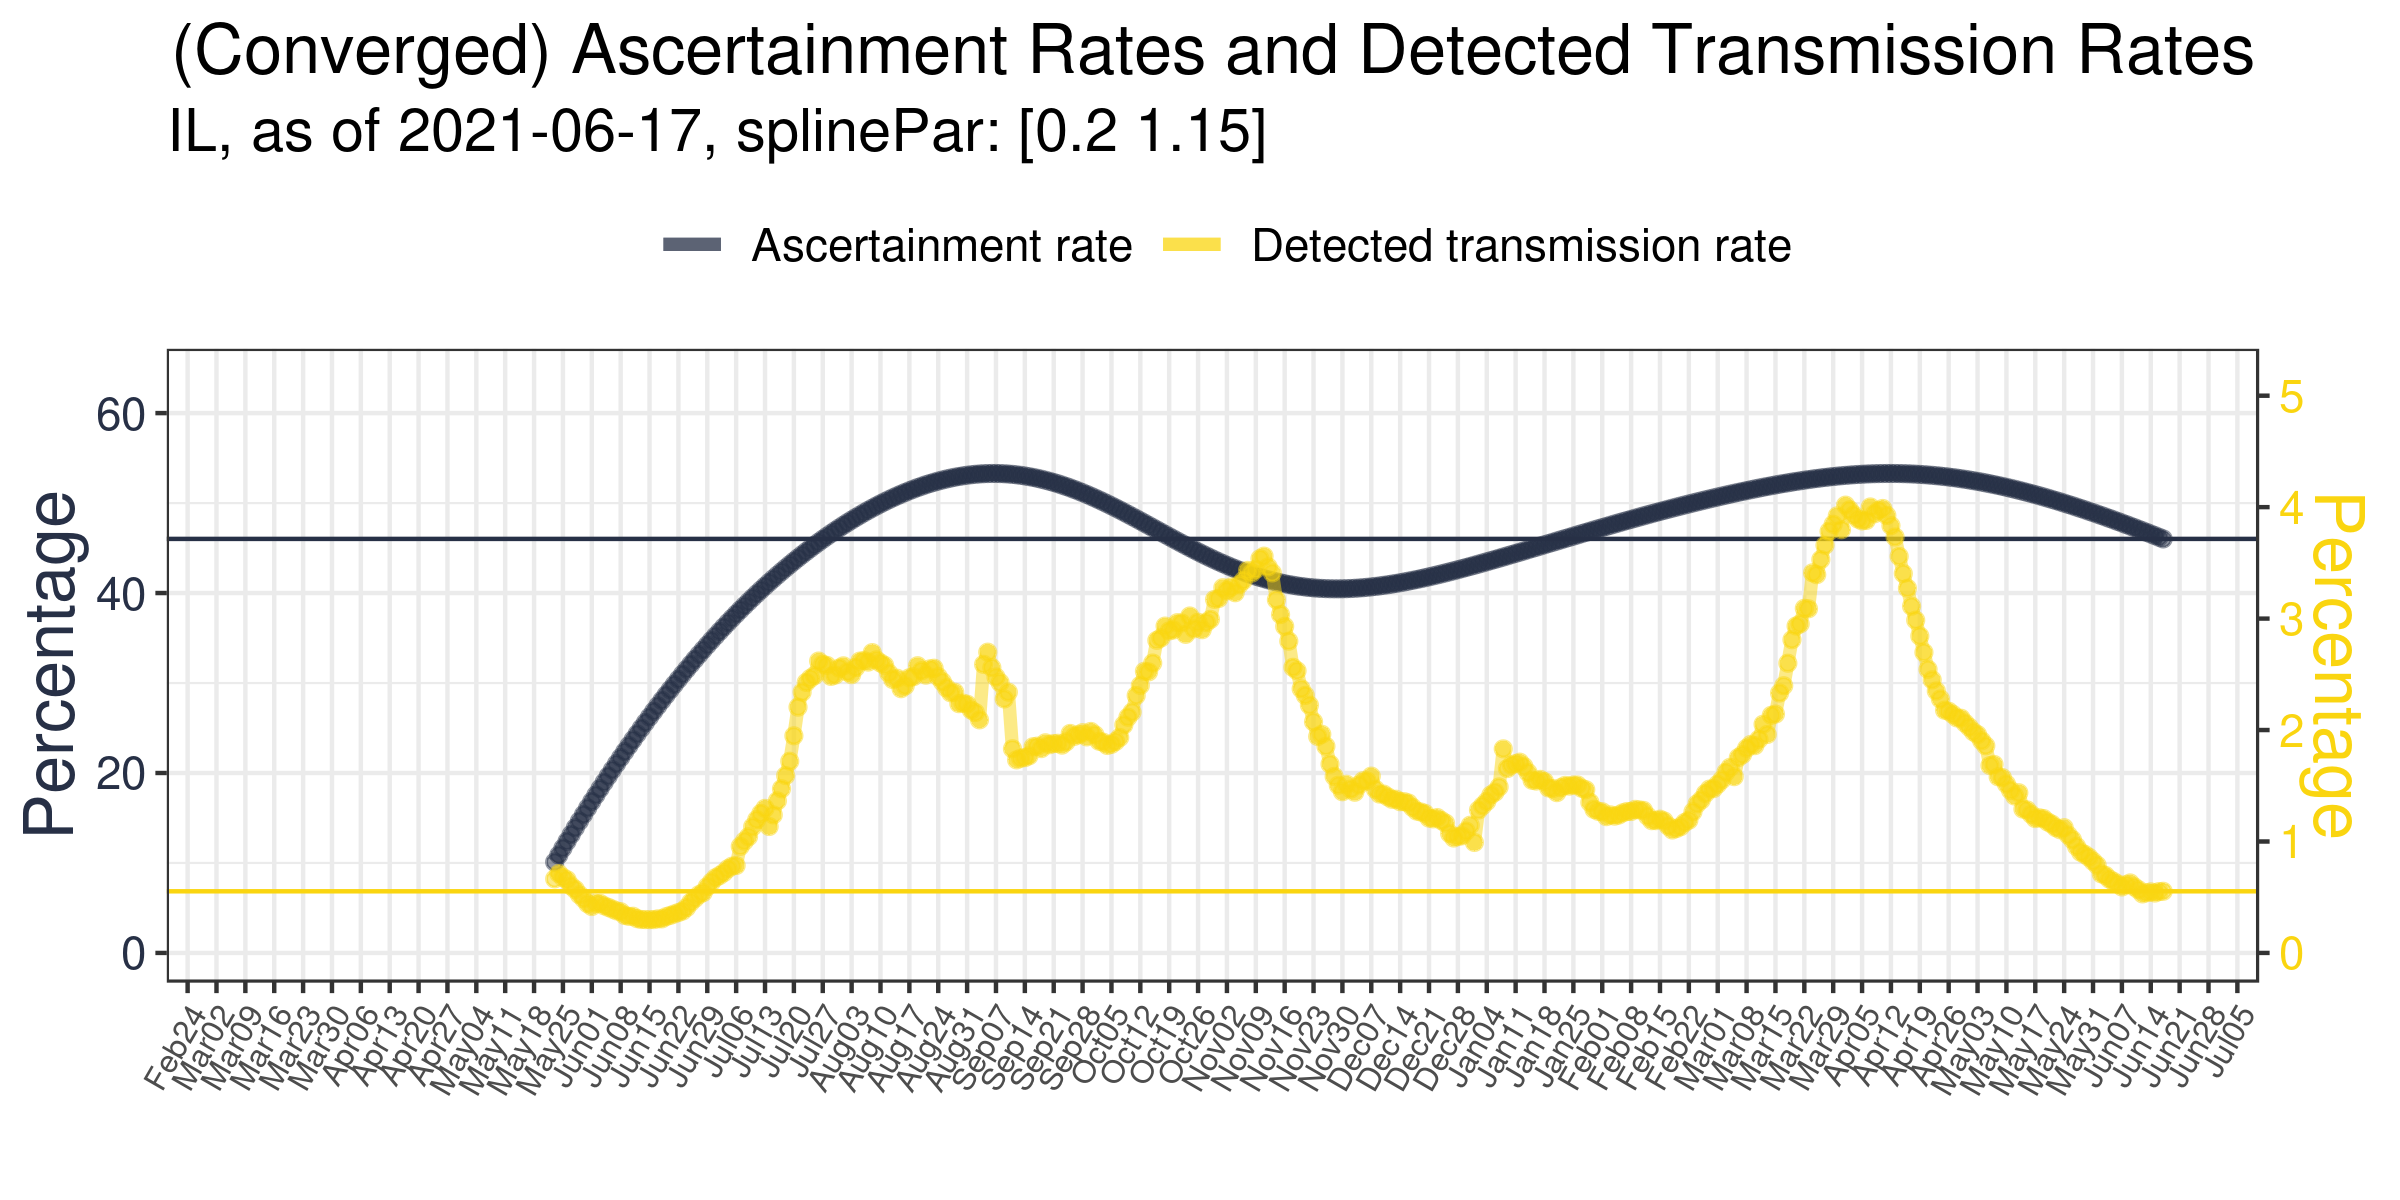 (Converged) Ascertainment Rates and Detected Transmission Rates
IL, as of 2021-06-17, splinePar: [0.2 1.15]
Ascertainment rate Detected transmission rate
Percentage
60
40
20
0
5
4
3
2
1
0
Percentage
Feb24 Mar02 Mar09 Mar16 Mar23 Mar30 Apr06 Apr13 Apr20 Apr27 May04 May11 May18 May25 Jun01 Jun08 Jun15 Jun22 Jun29 Jul06 Jul13 Jul20 Jul27 Aug03 Aug10 Aug17 Aug24 Aug31 Sep07 Sep14 Sep21 Sep28 Oct05 Oct12 Oct19 Oct26 Nov02 Nov09 Nov16 Nov23 Nov30 Dec07 Dec14 Dec21 Dec28 Jan04 Jan11 Jan18 Jan25 Feb01 Feb08 Feb15 Feb22 Mar01 Mar08 Mar15 Mar22 Mar29 Apr05 Apr12 Apr19 Apr26 May03 May10 May17 May24 May31 Jun07 Jun14 Jun21 Jun28 Jul05